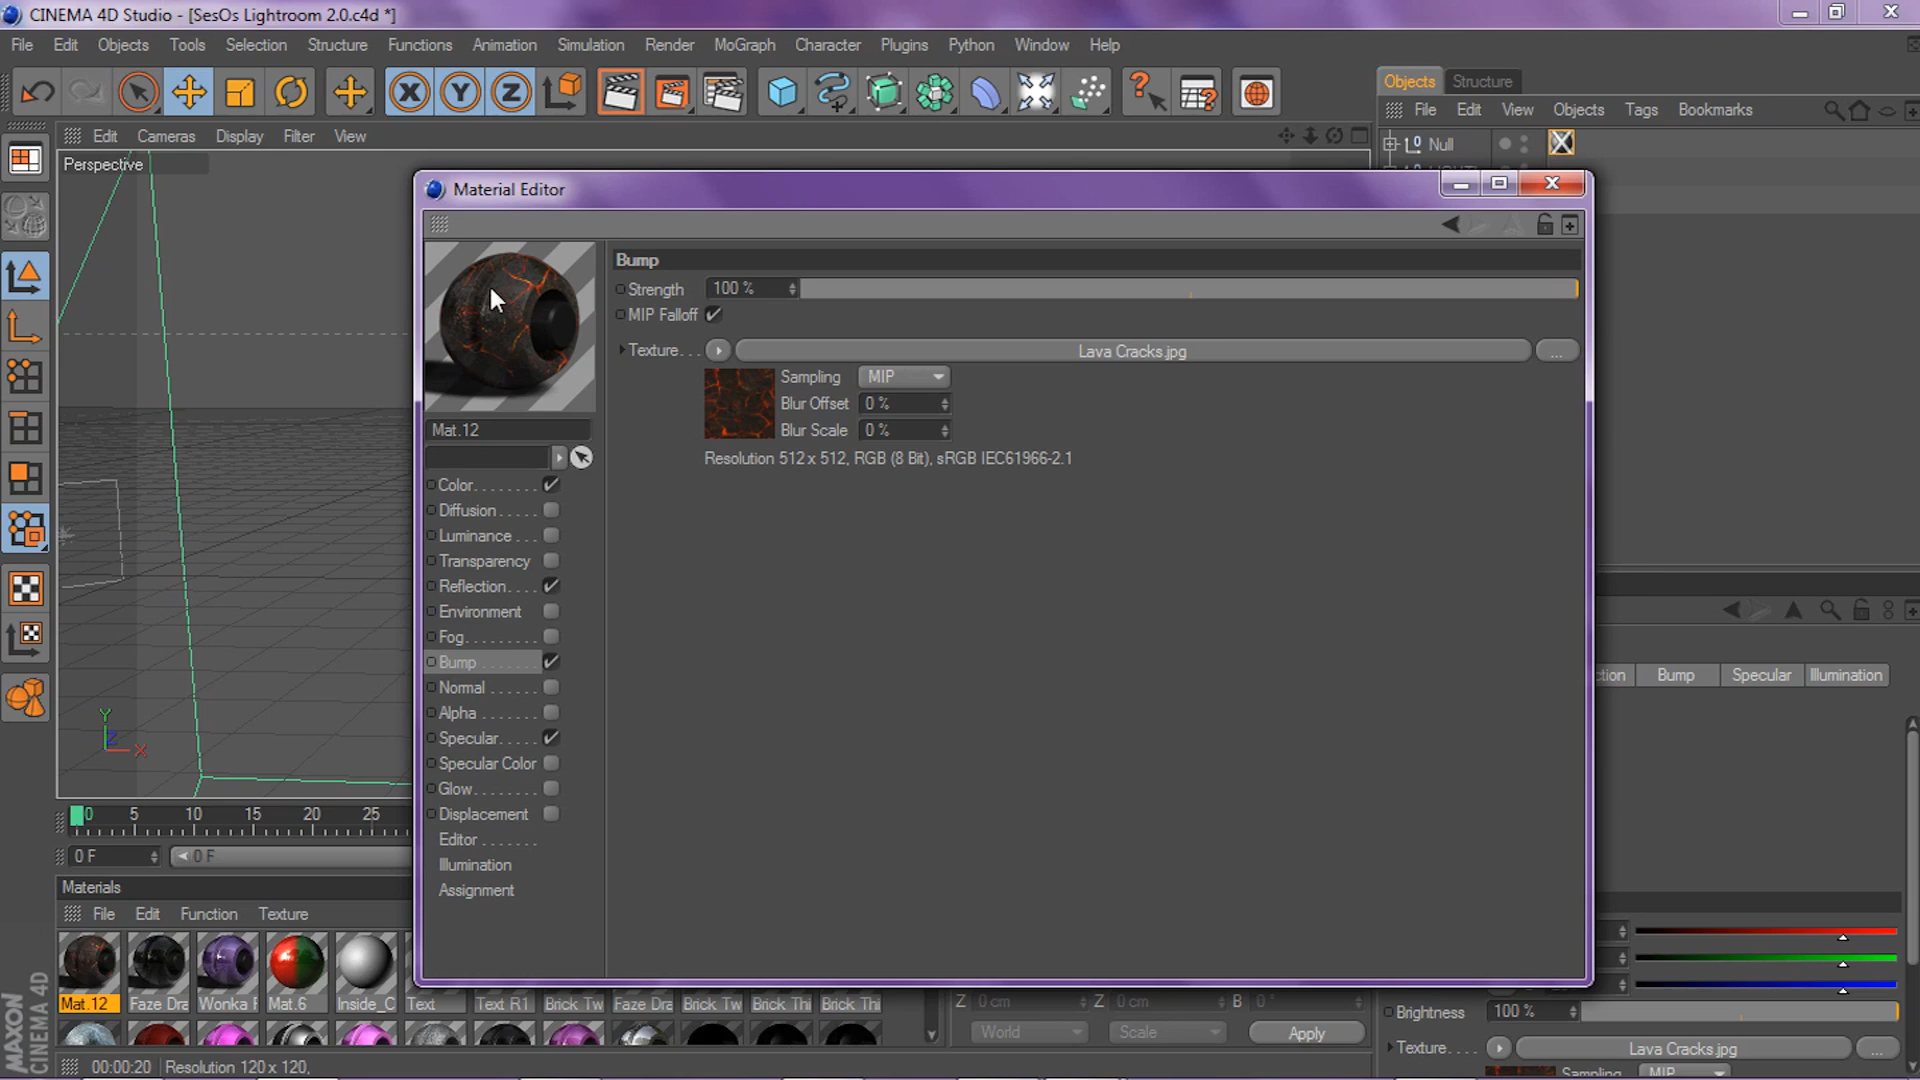 CINEMA 4D Studio - [SesOs Lightroom 2.0.c4d *]
File Edit Objects Tools Selection Structure Functions Animation Simulation Render MoGraph Character Plugins Python Window Help
X Y Z
Objects Structure
File Edit View Objects Tags Bookmarks
Null
Edit Cameras Display Filter View
Perspective
Material Editor
Bump
Strength 100 %
MIP Falloff
Texture. . . Lava Cracks.jpg ...
Sampling MIP
Blur Offset 0 %
Blur Scale 0 %
Resolution 512 x 512, RGB (8 Bit), sRGB IEC61966-2.1
Mat.12
Color
Diffusion
Luminance
Transparency
Reflection
Environment
Fog
Bump
Normal
Alpha
Specular
Specular Color
Glow
Displacement
Editor
Illumination
Assignment
Bump Specular Illumination
Y Z X
0 5 10 15 20 25
0 F 0 F
Materials
File Edit Function Texture
Mat.12 Faze Dra Wonka F Mat.6 Inside_C Text Text R1 Brick Tw Faze Dra Brick Tw Brick Thi Brick Thi
Z 0 cm Z 0 cm B 0 °
World Scale Apply
Brightness 100 %
Texture. . . . Lava Cracks.jpg ...
Sampling MIP
00:00:20 Resolution 120 x 120,
MAXON
CINEMA 4D